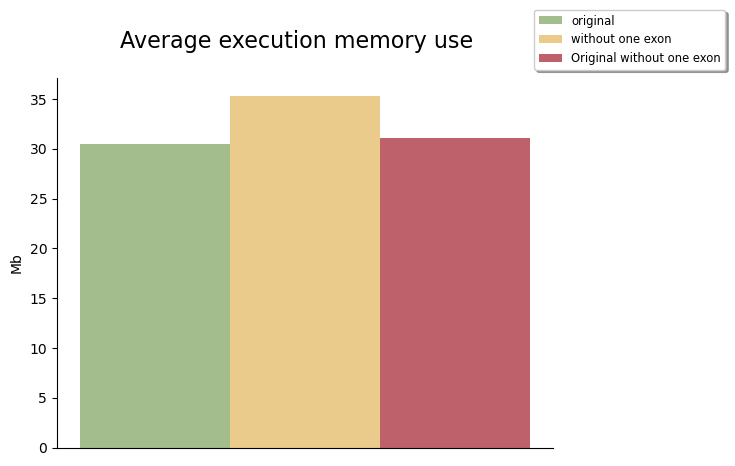 Average execution memory use
original
without one exon
Original without one exon
Mb
35
30
25
20
15
10
5
0